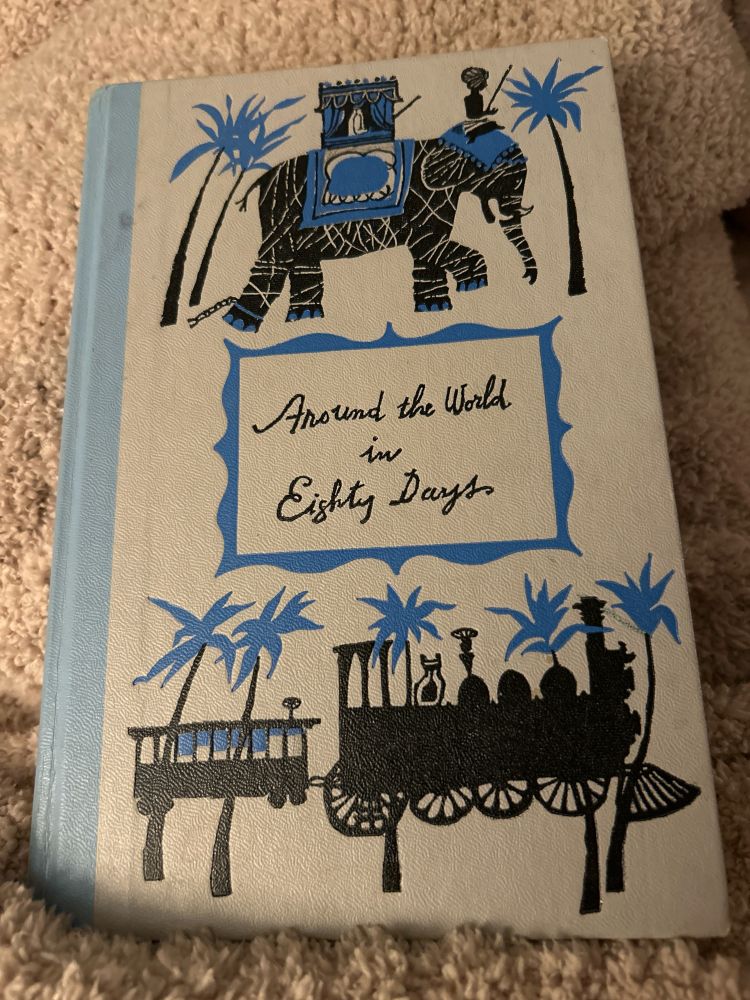 Around the World
in
Eighty Days